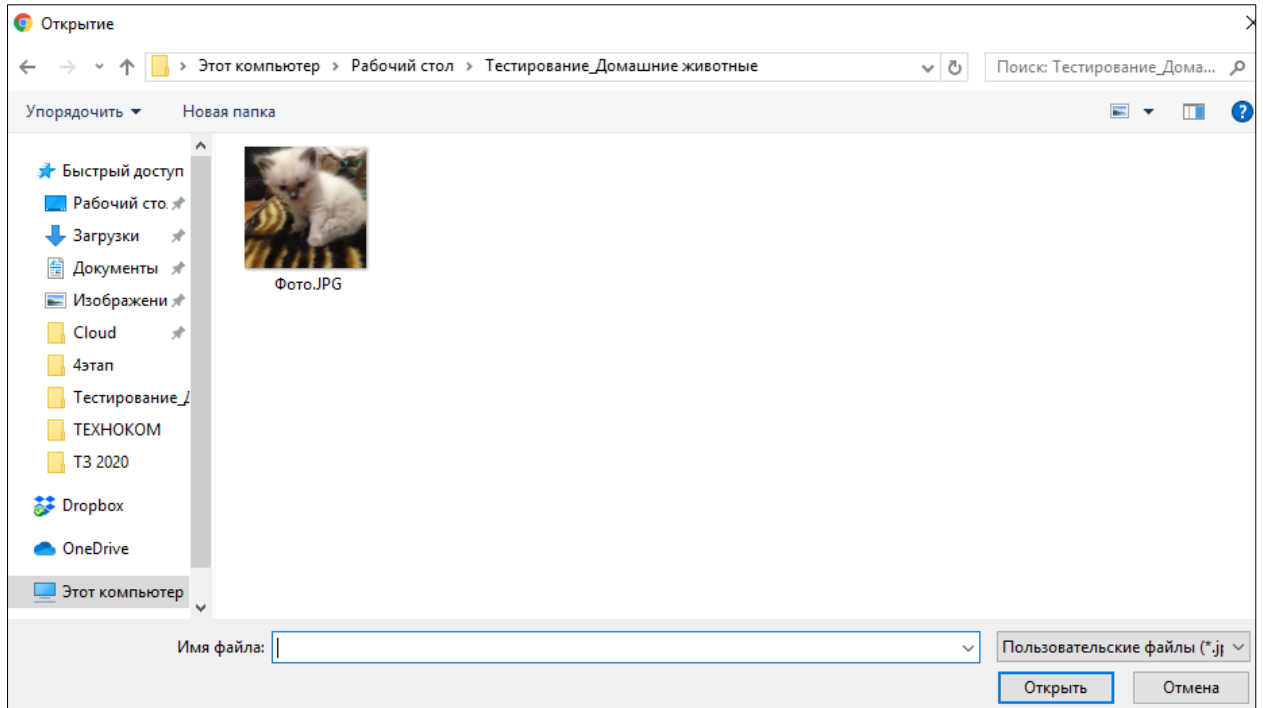 Открытие
Этот компьютер > Рабочий стол > Тестирование_Домашние животные
Поиск: Тестирование_Дома...
Упорядочить Новая папка
Быстрый доступ
Рабочий сто.
Загрузки
Документы
Изображени
Cloud
4этап
Тестирование_Д
ТЕХНОКОМ
ТЗ 2020
Dropbox
OneDrive
Этот компьютер
Фото.JPG
Имя файла:
Пользовательские файлы (*.jp
Открыть Отмена